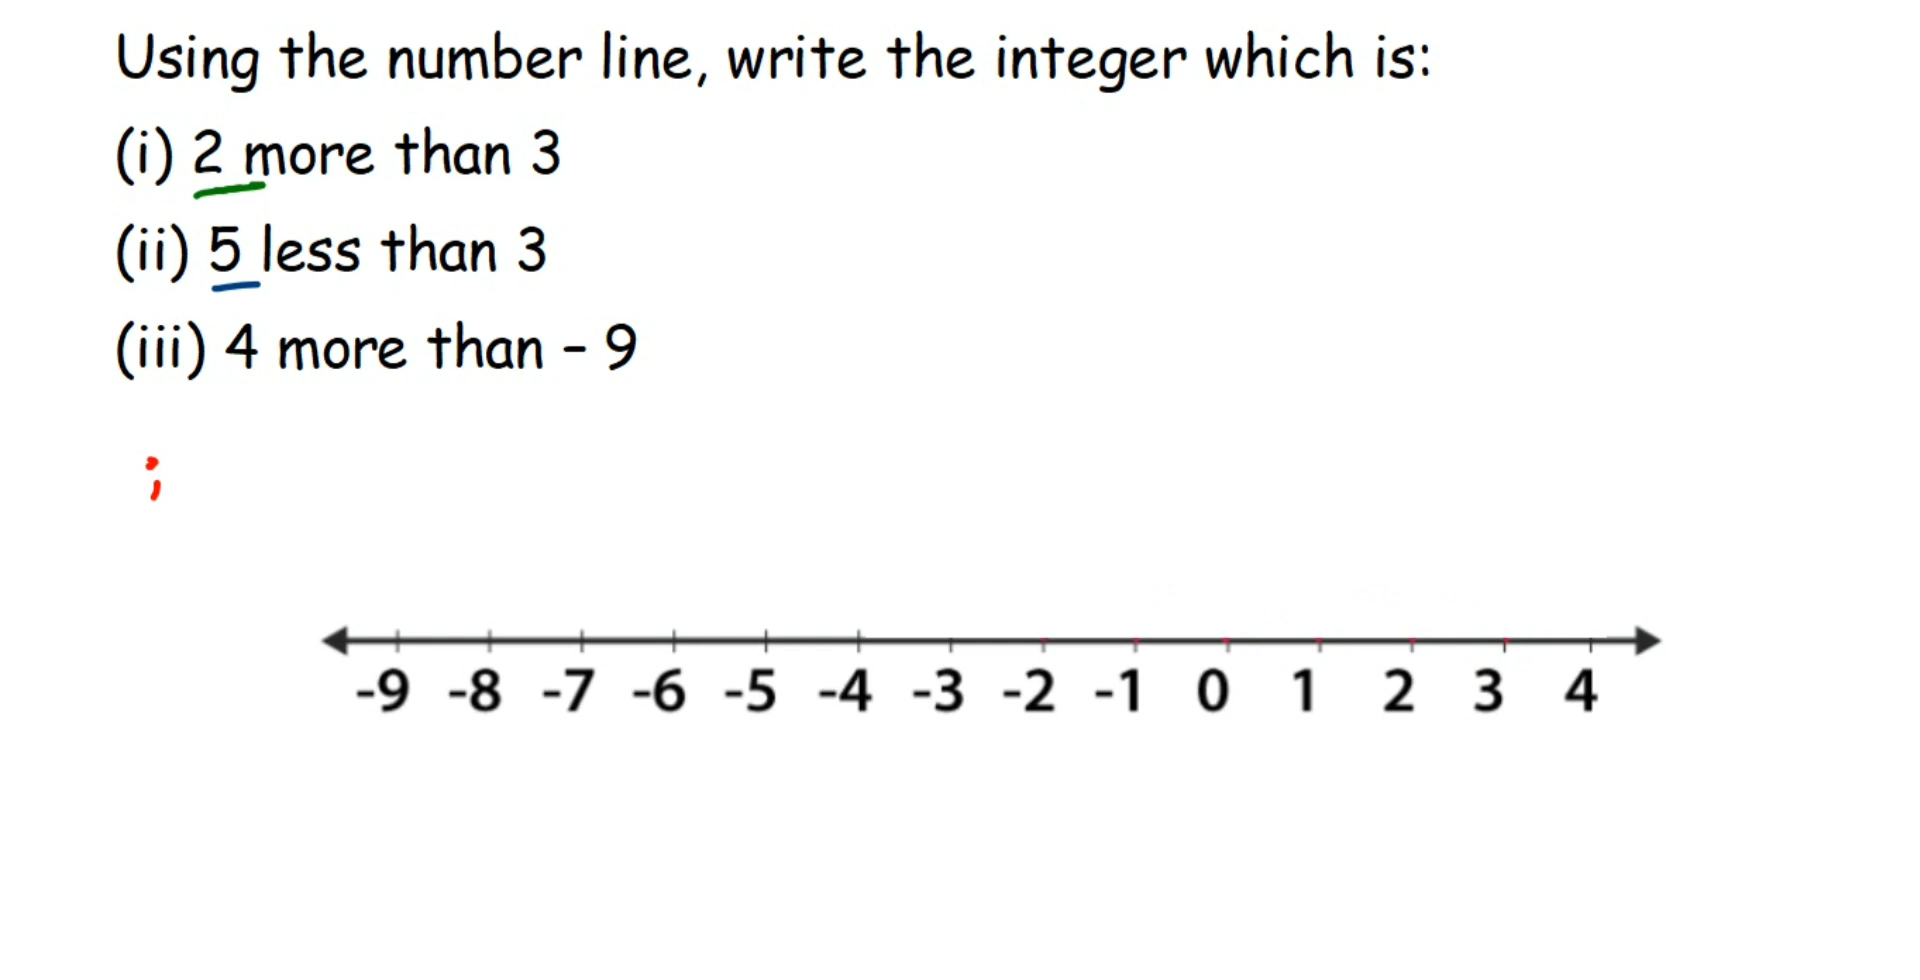 Using the number line, write the integer which is:
(i) 2 more than 3
(ii) 5 less than 3
(iii) 4 more than - 9
;
-9 -8 -7 -6 -5 -4 -3 -2 -1 0 1 2 3 4